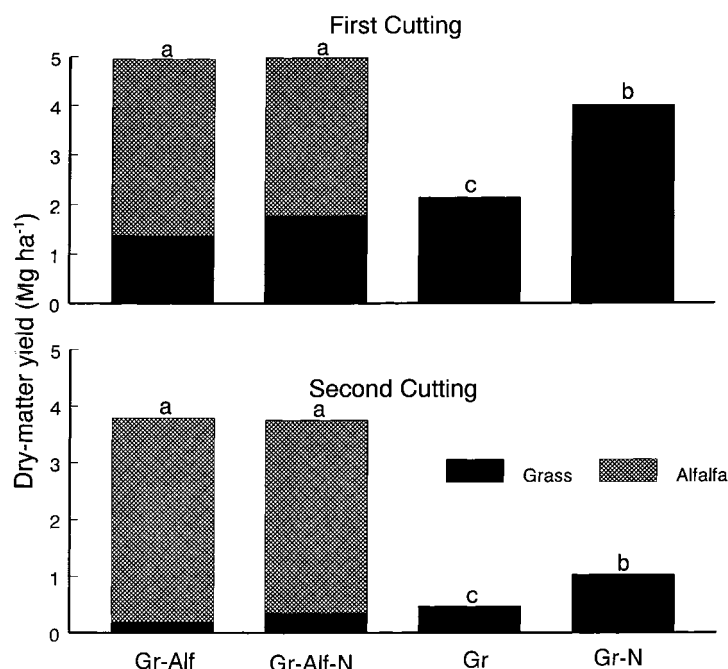 First Cutting
Dry-matter yield (Mg ha⁻¹)
5
4
3
2
1
0
a
a
c
b
Second Cutting
5
4
3
2
1
0
a
a
c
b
Grass
Alfalfa
Gr-Alf
Gr-Alf-N
Gr
Gr-N